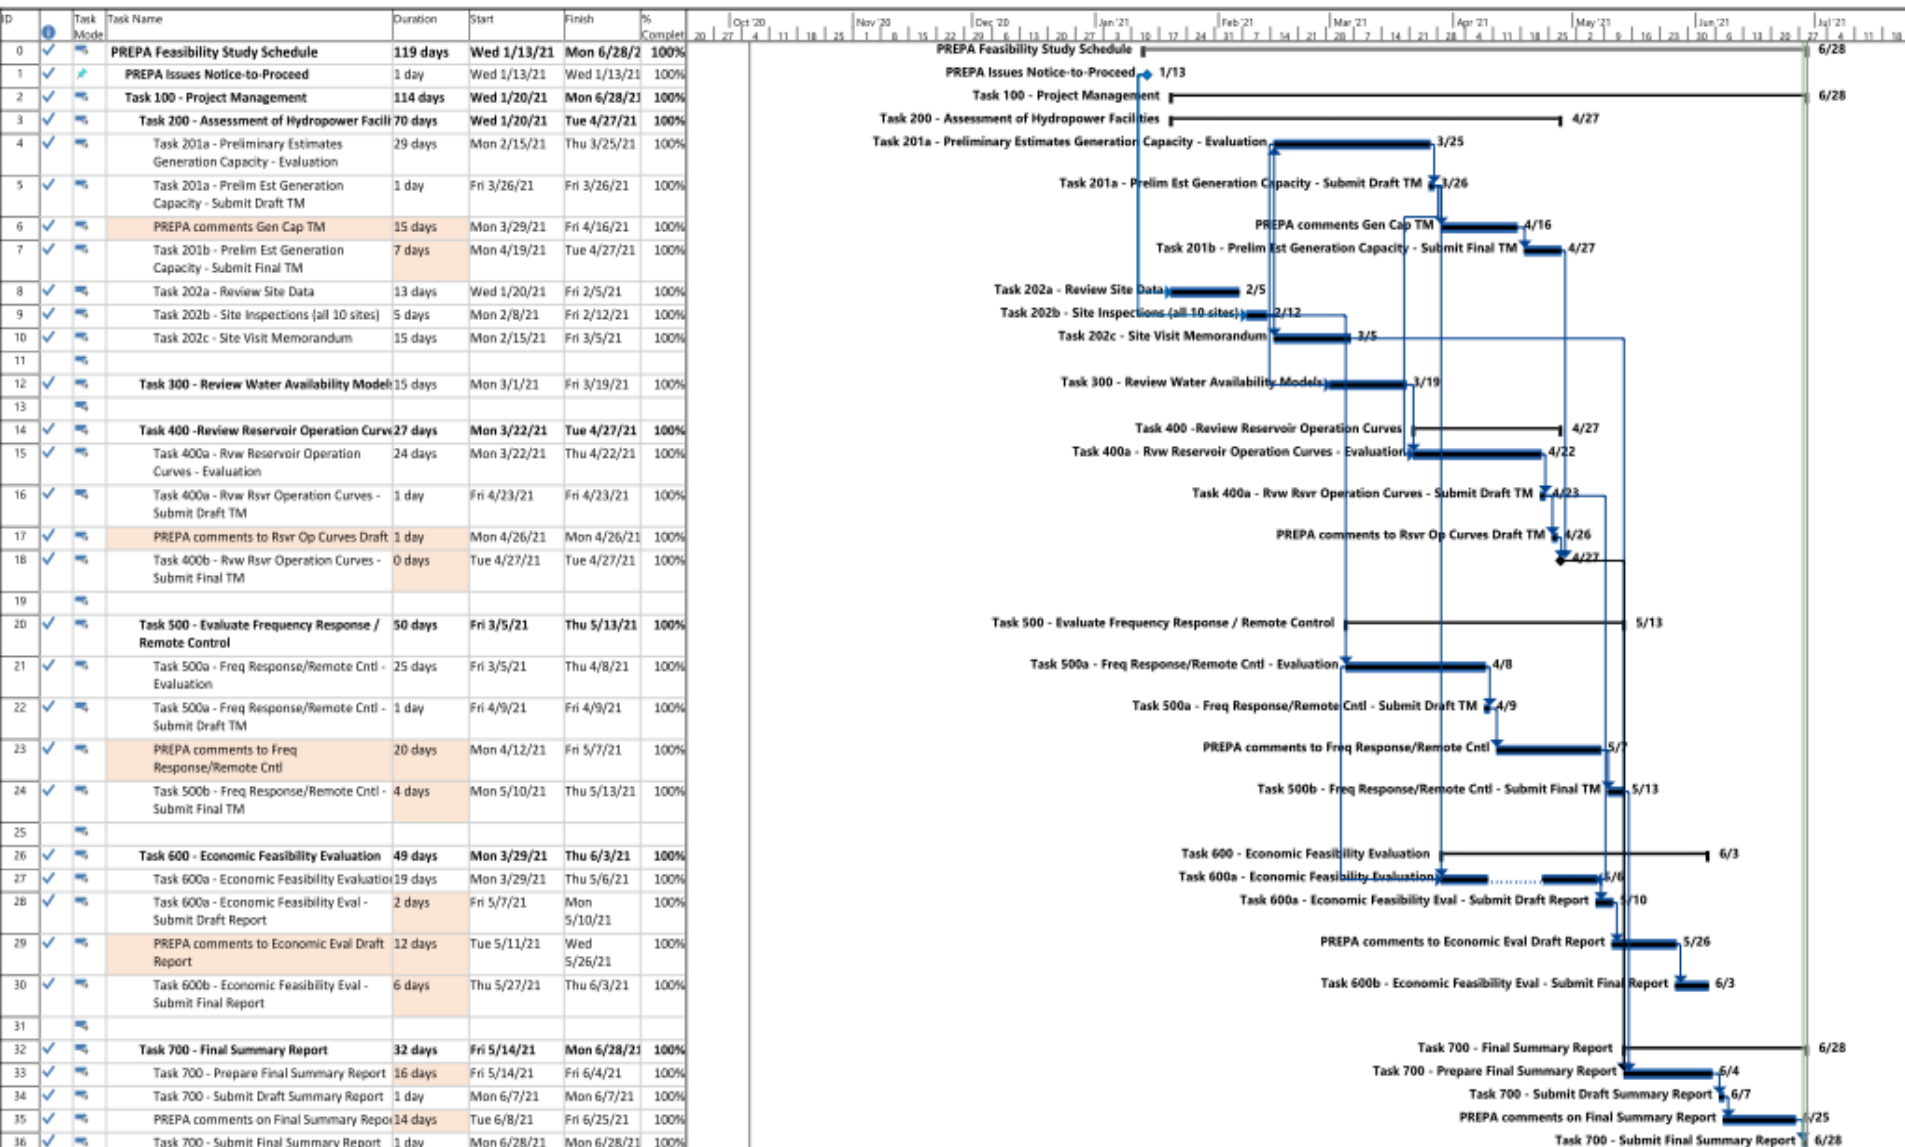 ID Task Mode Task Name Duration Start Finish % Complet
Oct '20 Nov '20 Dec '20 Jan '21 Feb '21 Mar '21 Apr '21 May '21 Jun '21 Jul '21
20 27 4 11 18 25 1 8 15 22 29 6 13 20 27 3 10 17 24 31 7 14 21 28 7 14 21 28 4 11 18 25 2 9 16 23 30 6 13 20 27 4 11 18
0 PREPA Feasibility Study Schedule 119 days Wed 1/13/21 Mon 6/28/2 100% PREPA Feasibility Study Schedule 6/28
1 PREPA Issues Notice-to-Proceed 1 day Wed 1/13/21 Wed 1/13/21 100% PREPA Issues Notice-to-Proceed 1/13
2 Task 100 - Project Management 114 days Wed 1/20/21 Mon 6/28/21 100% Task 100 - Project Management 6/28
3 Task 200 - Assessment of Hydropower Facili 70 days Wed 1/20/21 Tue 4/27/21 100% Task 200 - Assessment of Hydropower Facilities 4/27
4 Task 201a - Preliminary Estimates 29 days Mon 2/15/21 Thu 3/25/21 100% Task 201a - Preliminary Estimates Generation Capacity - Evaluation 3/25
Generation Capacity - Evaluation
5 Task 201a - Prelim Est Generation 1 day Fri 3/26/21 Fri 3/26/21 100% Task 201a - Prelim Est Generation Capacity - Submit Draft TM 3/26
Capacity - Submit Draft TM
6 PREPA comments Gen Cap TM 15 days Mon 3/29/21 Fri 4/16/21 100% PREPA comments Gen Cap TM 4/16
7 Task 201b - Prelim Est Generation 7 days Mon 4/19/21 Tue 4/27/21 100% Task 201b - Prelim Est Generation Capacity - Submit Final TM 4/27
Capacity - Submit Final TM
8 Task 202a - Review Site Data 13 days Wed 1/20/21 Fri 2/5/21 100% Task 202a - Review Site Data 2/5
9 Task 202b - Site Inspections (all 10 sites) 5 days Mon 2/8/21 Fri 2/12/21 100% Task 202b - Site Inspections (all 10 sites) 2/12
10 Task 202c - Site Visit Memorandum 15 days Mon 2/15/21 Fri 3/5/21 100% Task 202c - Site Visit Memorandum 3/5
11
12 Task 300 - Review Water Availability Models 15 days Mon 3/1/21 Fri 3/19/21 100% Task 300 - Review Water Availability Models 3/19
13
14 Task 400 -Review Reservoir Operation Curve 27 days Mon 3/22/21 Tue 4/27/21 100% Task 400 -Review Reservoir Operation Curves 4/27
15 Task 400a - Rvw Reservoir Operation 24 days Mon 3/22/21 Thu 4/22/21 100% Task 400a - Rvw Reservoir Operation Curves - Evaluation 4/22
Curves - Evaluation
16 Task 400a - Rvw Rsvr Operation Curves - 1 day Fri 4/23/21 Fri 4/23/21 100% Task 400a - Rvw Rsvr Operation Curves - Submit Draft TM 4/23
Submit Draft TM
17 PREPA comments to Rsvr Op Curves Draft 1 day Mon 4/26/21 Mon 4/26/21 100% PREPA comments to Rsvr Op Curves Draft TM 4/26
18 Task 400b - Rvw Rsvr Operation Curves - 0 days Tue 4/27/21 Tue 4/27/21 100% 4/27
Submit Final TM
19
20 Task 500 - Evaluate Frequency Response / 50 days Fri 3/5/21 Thu 5/13/21 100% Task 500 - Evaluate Frequency Response / Remote Control 5/13
Remote Control
21 Task 500a - Freq Response/Remote Cntl - 25 days Fri 3/5/21 Thu 4/8/21 100% Task 500a - Freq Response/Remote Cntl - Evaluation 4/8
Evaluation
22 Task 500a - Freq Response/Remote Cntl - 1 day Fri 4/9/21 Fri 4/9/21 100% Task 500a - Freq Response/Remote Cntl - Submit Draft TM 4/9
Submit Draft TM
23 PREPA comments to Freq 20 days Mon 4/12/21 Fri 5/7/21 100% PREPA comments to Freq Response/Remote Cntl 5/7
Response/Remote Cntl
24 Task 500b - Freq Response/Remote Cntl - 4 days Mon 5/10/21 Thu 5/13/21 100% Task 500b - Freq Response/Remote Cntl - Submit Final TM 5/13
Submit Final TM
25
26 Task 600 - Economic Feasibility Evaluation 49 days Mon 3/29/21 Thu 6/3/21 100% Task 600 - Economic Feasibility Evaluation 6/3
27 Task 600a - Economic Feasibility Evaluatio 19 days Mon 3/29/21 Thu 5/6/21 100% Task 600a - Economic Feasibility Evaluation 5/6
28 Task 600a - Economic Feasibility Eval - 2 days Fri 5/7/21 Mon 100% Task 600a - Economic Feasibility Eval - Submit Draft Report 5/10
Submit Draft Report 5/10/21
29 PREPA comments to Economic Eval Draft 12 days Tue 5/11/21 Wed 100% PREPA comments to Economic Eval Draft Report 5/26
Report 5/26/21
30 Task 600b - Economic Feasibility Eval - 6 days Thu 5/27/21 Thu 6/3/21 100% Task 600b - Economic Feasibility Eval - Submit Final Report 6/3
Submit Final Report
31
32 Task 700 - Final Summary Report 32 days Fri 5/14/21 Mon 6/28/21 100% Task 700 - Final Summary Report 6/28
33 Task 700 - Prepare Final Summary Report 16 days Fri 5/14/21 Fri 6/4/21 100% Task 700 - Prepare Final Summary Report 6/4
34 Task 700 - Submit Draft Summary Report 1 day Mon 6/7/21 Mon 6/7/21 100% Task 700 - Submit Draft Summary Report 6/7
35 PREPA comments on Final Summary Repo 14 days Tue 6/8/21 Fri 6/25/21 100% PREPA comments on Final Summary Report /25
36 Task 700 - Submit Final Summary Report 1 day Mon 6/28/21 Mon 6/28/21 100% Task 700 - Submit Final Summary Report 6/28